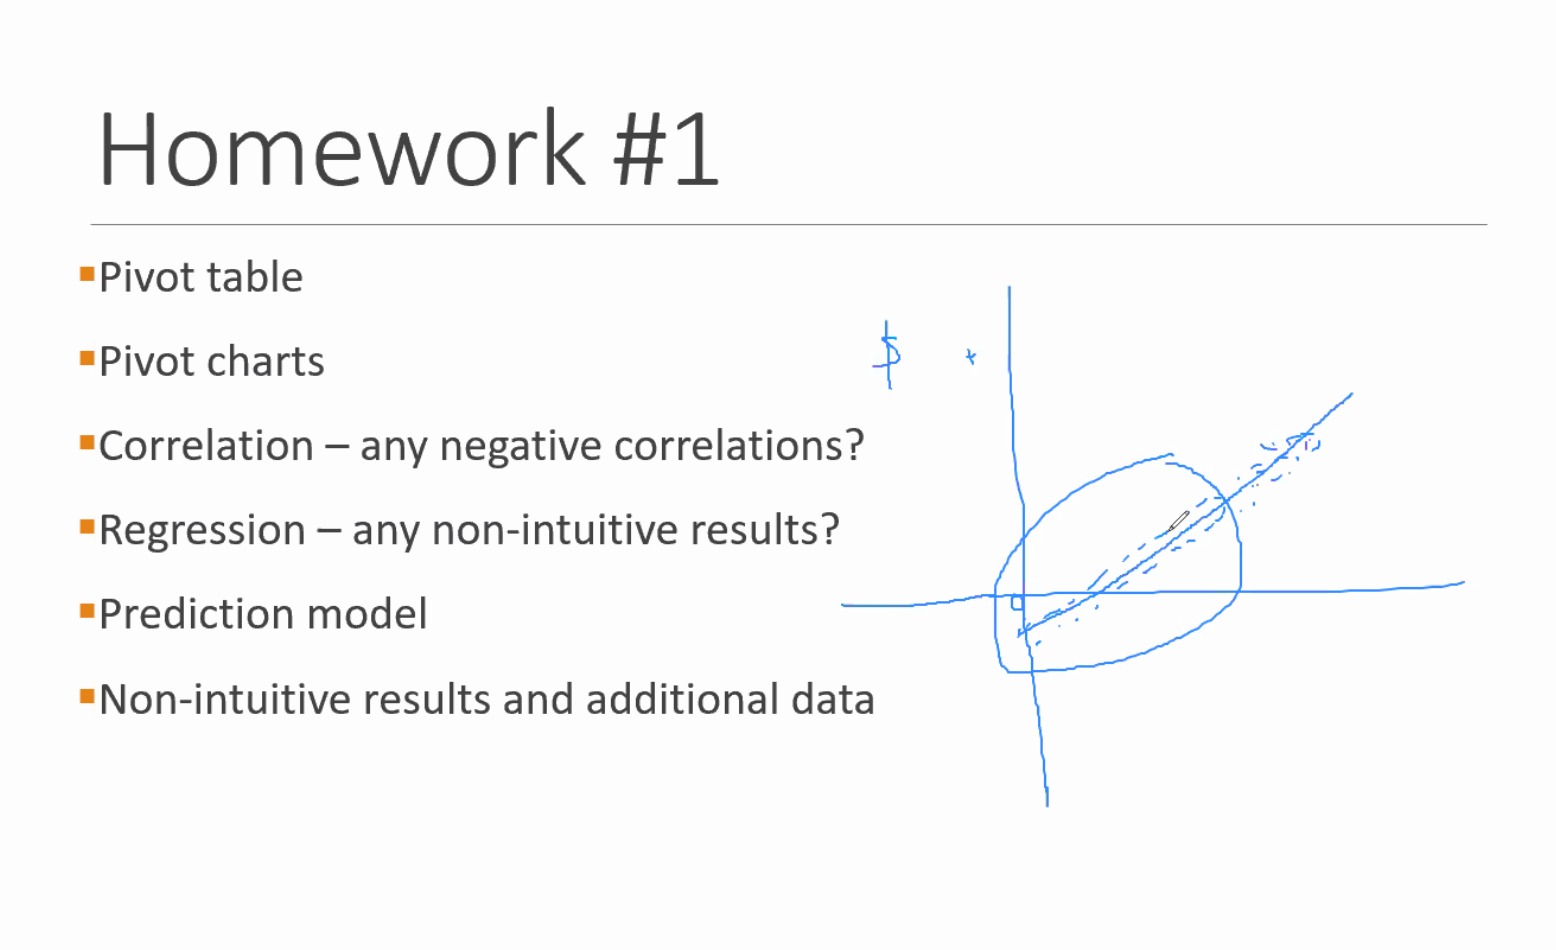 Homework #1
▪Pivot table
▪Pivot charts
▪Correlation – any negative correlations?
▪Regression – any non-intuitive results?
▪Prediction model
▪Non-intuitive results and additional data
$